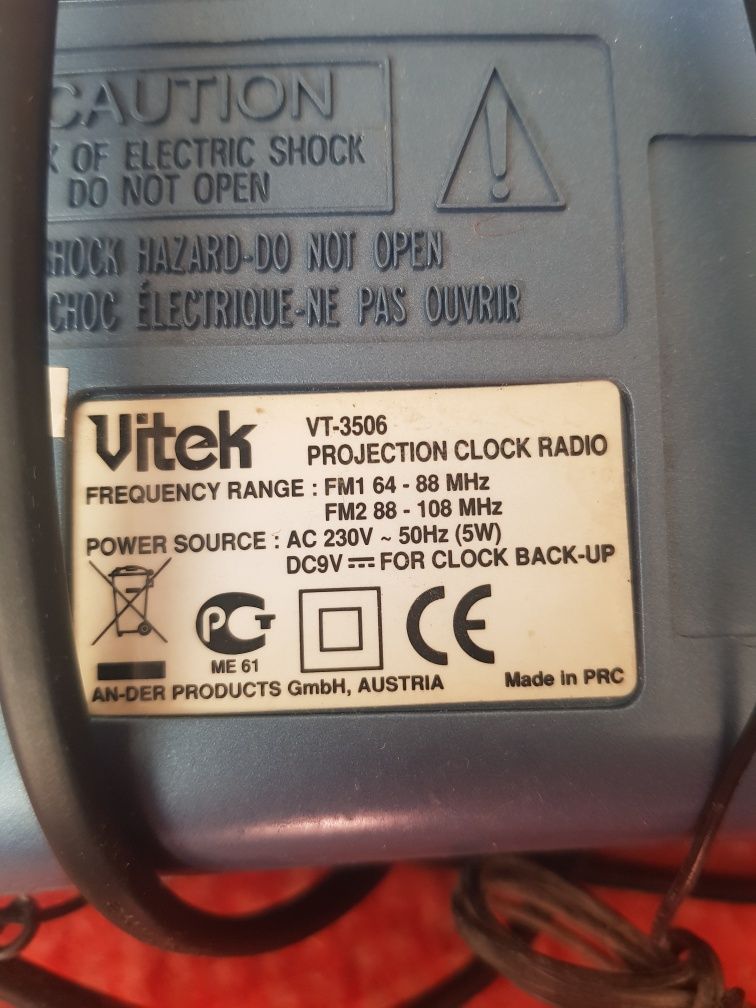 CAUTION
OF ELECTRIC SHOCK
DO NOT OPEN
SHOCK HAZARD-DO NOT OPEN
CHOC ÉLECTRIQUE-NE PAS OUVRIR
Vitek VT-3506
PROJECTION CLOCK RADIO
FREQUENCY RANGE : FM1 64 - 88 MHz
FM2 88 - 108 MHz
POWER SOURCE : AC 230V ~ 50Hz (5W)
DC9V ⎓ FOR CLOCK BACK-UP
PCT
ME 61
CE
AN-DER PRODUCTS GmbH, AUSTRIA Made in PRC